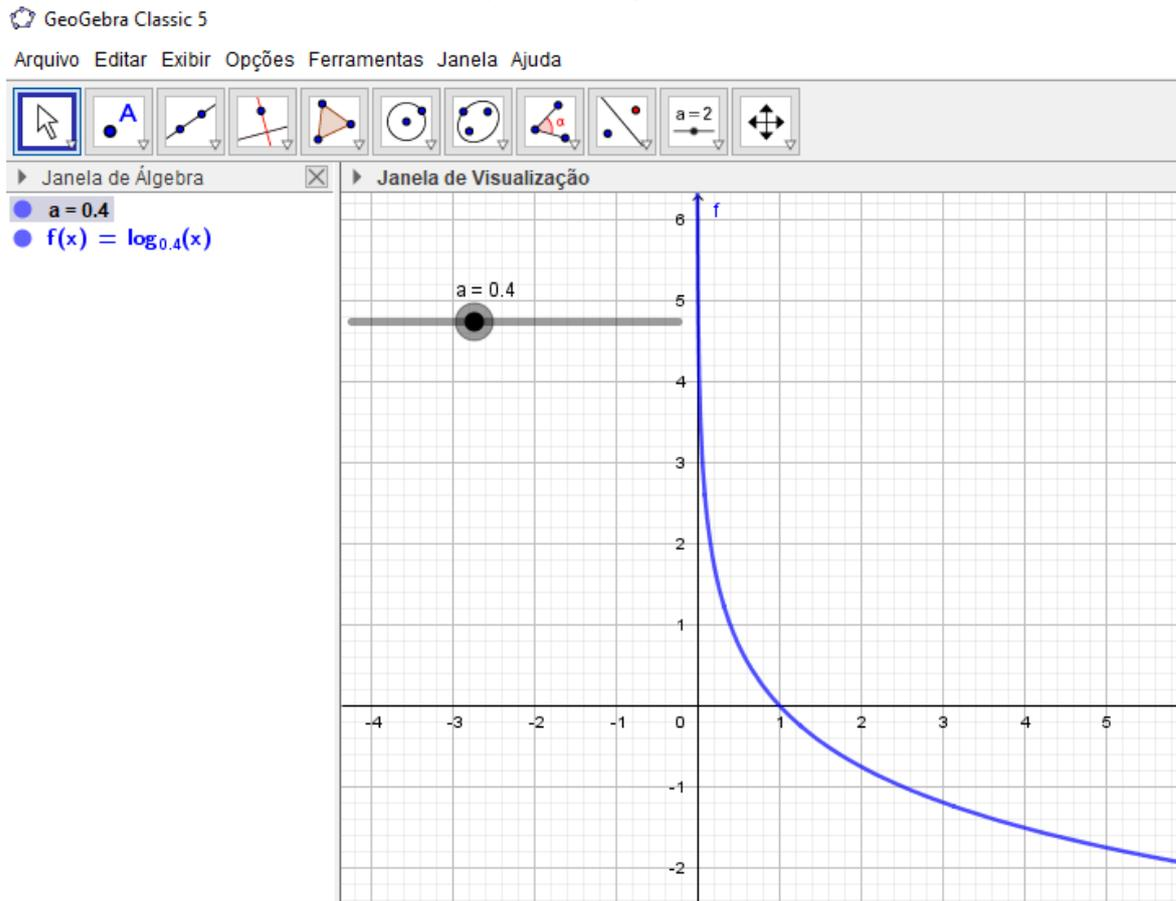 GeoGebra Classic 5
Arquivo Editar Exibir Opções Ferramentas Janela Ajuda
A
α
a=2
Janela de Álgebra
Janela de Visualização
a = 0.4
f(x) = log₀.₄(x)
f
a = 0.4
6
5
4
3
2
1
-4 -3 -2 -1 0 1 2 3 4 5
-1
-2